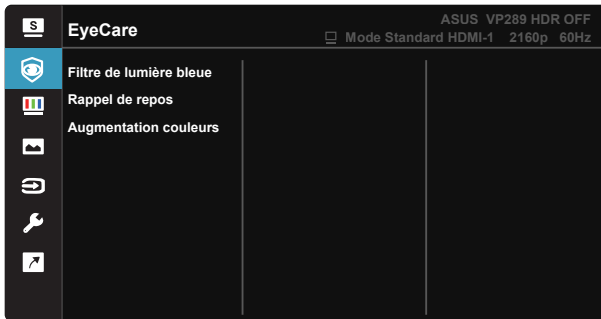 S
EyeCare
ASUS VP289 HDR OFF
Mode Standard HDMI-1 2160p 60Hz
Filtre de lumière bleue
Rappel de repos
Augmentation couleurs